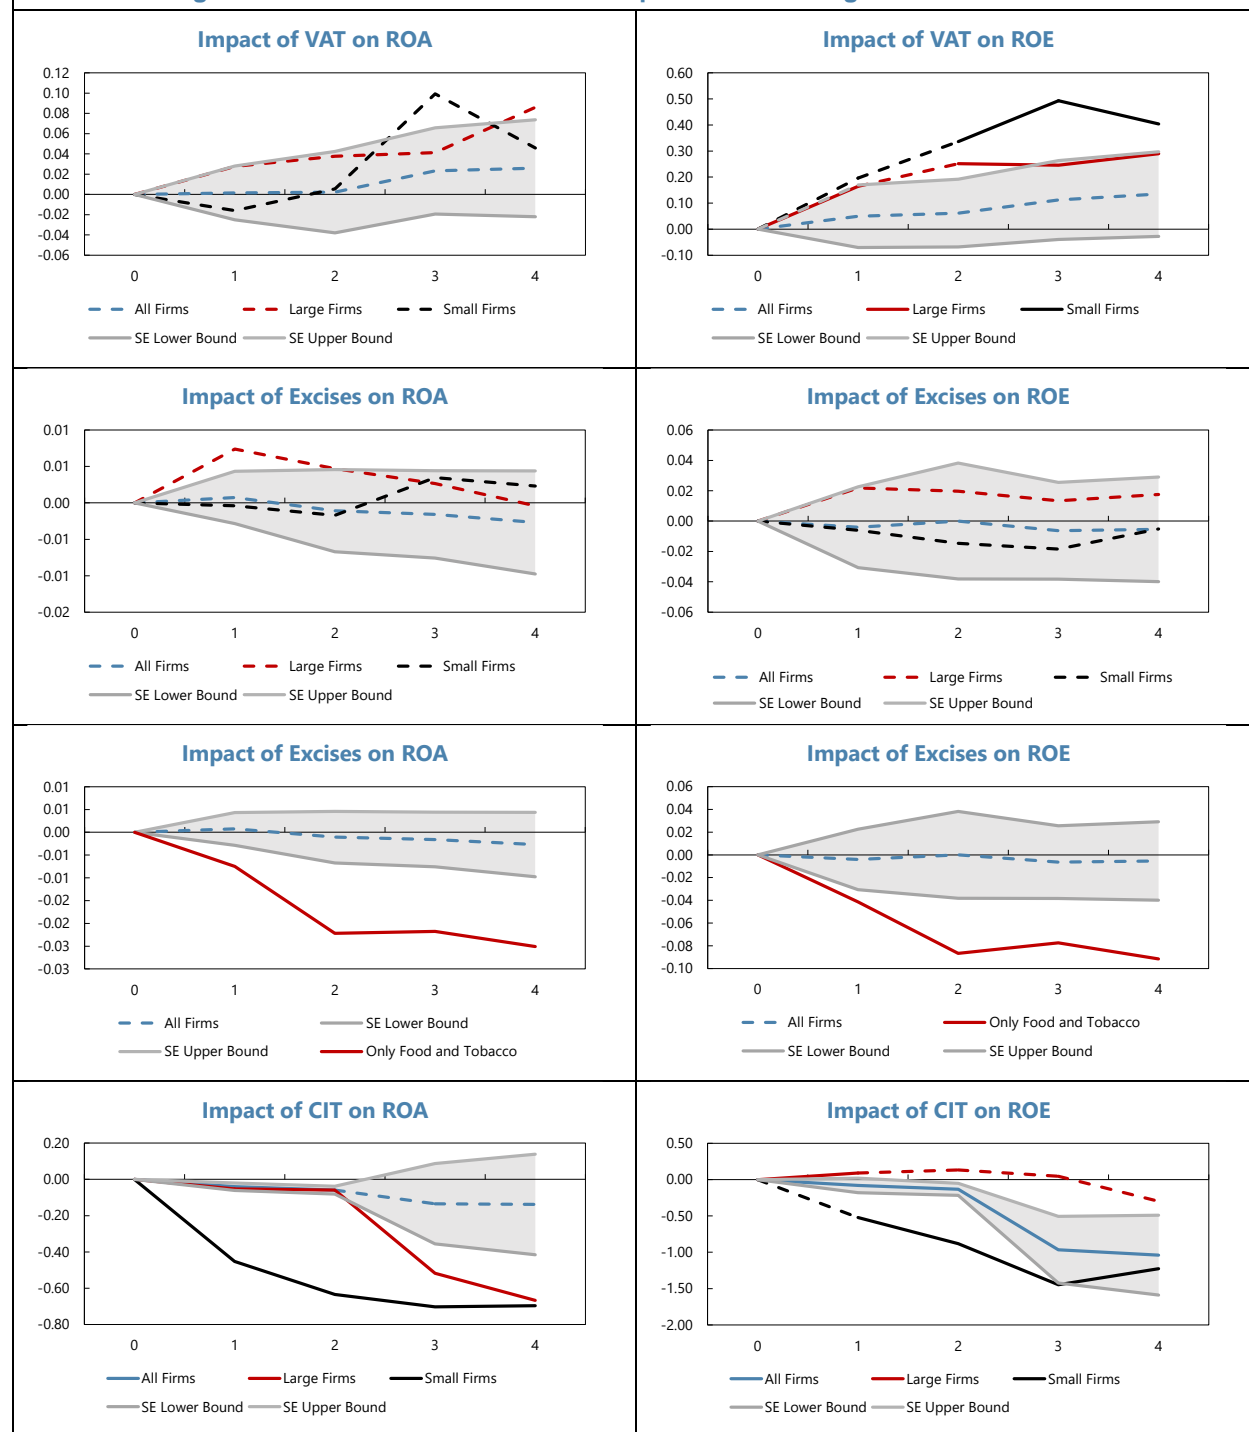 Impact of VAT on ROA
0.12
0.10
0.08
0.06
0.04
0.02
0.00
-0.02
-0.04
-0.06
0 1 2 3 4
All Firms Large Firms Small Firms
SE Lower Bound SE Upper Bound
Impact of VAT on ROE
0.60
0.50
0.40
0.30
0.20
0.10
0.00
-0.10
0 1 2 3 4
All Firms Large Firms Small Firms
SE Lower Bound SE Upper Bound
Impact of Excises on ROA
0.01
0.01
0.00
-0.01
-0.01
-0.02
0 1 2 3 4
All Firms Large Firms Small Firms
SE Lower Bound SE Upper Bound
Impact of Excises on ROE
0.06
0.04
0.02
0.00
-0.02
-0.04
-0.06
0 1 2 3 4
All Firms Large Firms Small Firms
SE Lower Bound SE Upper Bound
Impact of Excises on ROA
0.01
0.01
0.00
-0.01
-0.01
-0.02
-0.02
-0.03
-0.03
0 1 2 3 4
All Firms SE Lower Bound
SE Upper Bound Only Food and Tobacco
Impact of Excises on ROE
0.06
0.04
0.02
0.00
-0.02
-0.04
-0.06
-0.08
-0.10
0 1 2 3 4
All Firms Only Food and Tobacco
SE Lower Bound SE Upper Bound
Impact of CIT on ROA
0.20
0.00
-0.20
-0.40
-0.60
-0.80
0 1 2 3 4
All Firms Large Firms Small Firms
SE Lower Bound SE Upper Bound
Impact of CIT on ROE
0.50
0.00
-0.50
-1.00
-1.50
-2.00
0 1 2 3 4
All Firms Large Firms Small Firms
SE Lower Bound SE Upper Bound